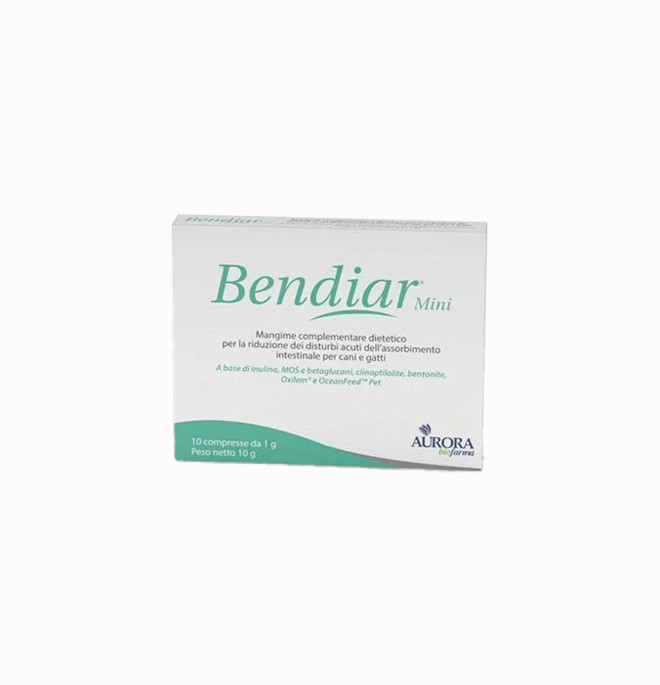 Bendiar
Bendiar® Mini
Mangime complementare dietetico
per la riduzione dei disturbi acuti dell'assorbimento
intestinale per cani e gatti
A base di inulina, MOS e betaglucani, clinoptilolite, bentonite,
Oxilem® e OceanFeed™ Pet
10 compresse da 1 g
Peso netto 10 g
AURORA
biofarma